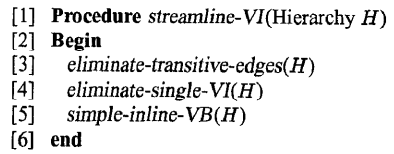 [1] Procedure streamline-VI(Hierarchy H)
[2] Begin
[3] eliminate-transitive-edges(H)
[4] eliminate-single-VI(H)
[5] simple-inline-VB(H)
[6] end